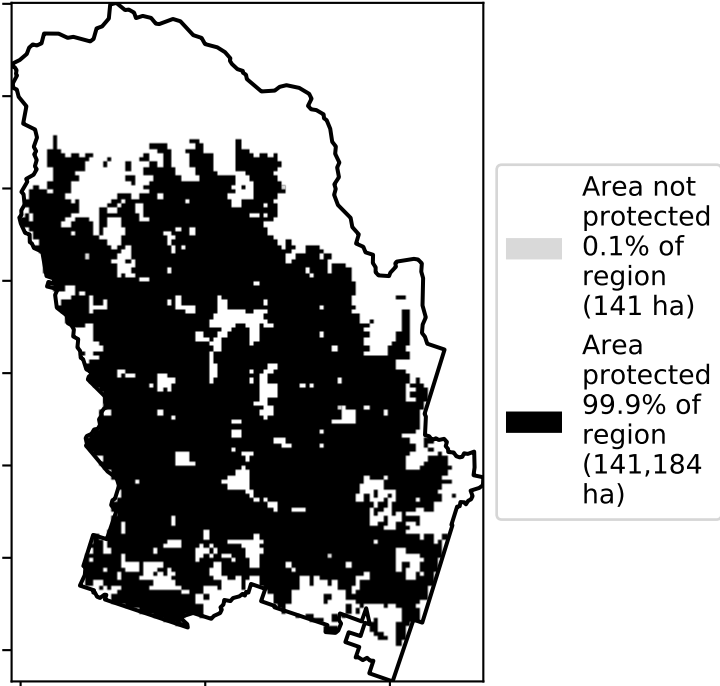 Area not
protected
0.1% of
region
(141 ha)
Area
protected
99.9% of
region
(141,184
ha)